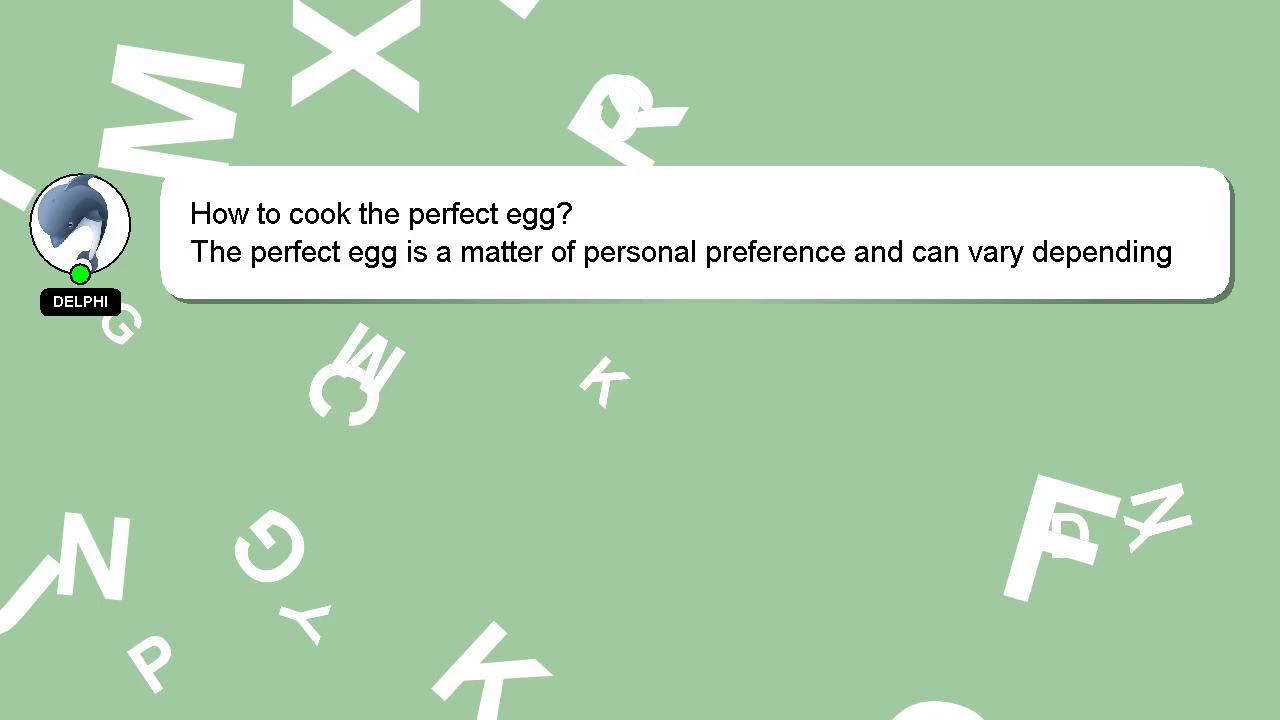 M
X
R
How to cook the perfect egg?
The perfect egg is a matter of personal preference and can vary depending
DELPHI
G
M
C
K
F
D
N
Y
N
G
Y
P
K